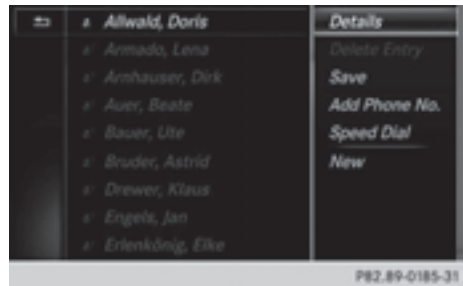 Allwald, Doris
Armado, Lena
Arnhauser, Dirk
Auer, Beate
Bauer, Ute
Bruder, Astrid
Drewer, Klaus
Engels, Jan
Erlenkönig, Elke
Details
Delete Entry
Save
Add Phone No.
Speed Dial
New
P82.89-0185-31